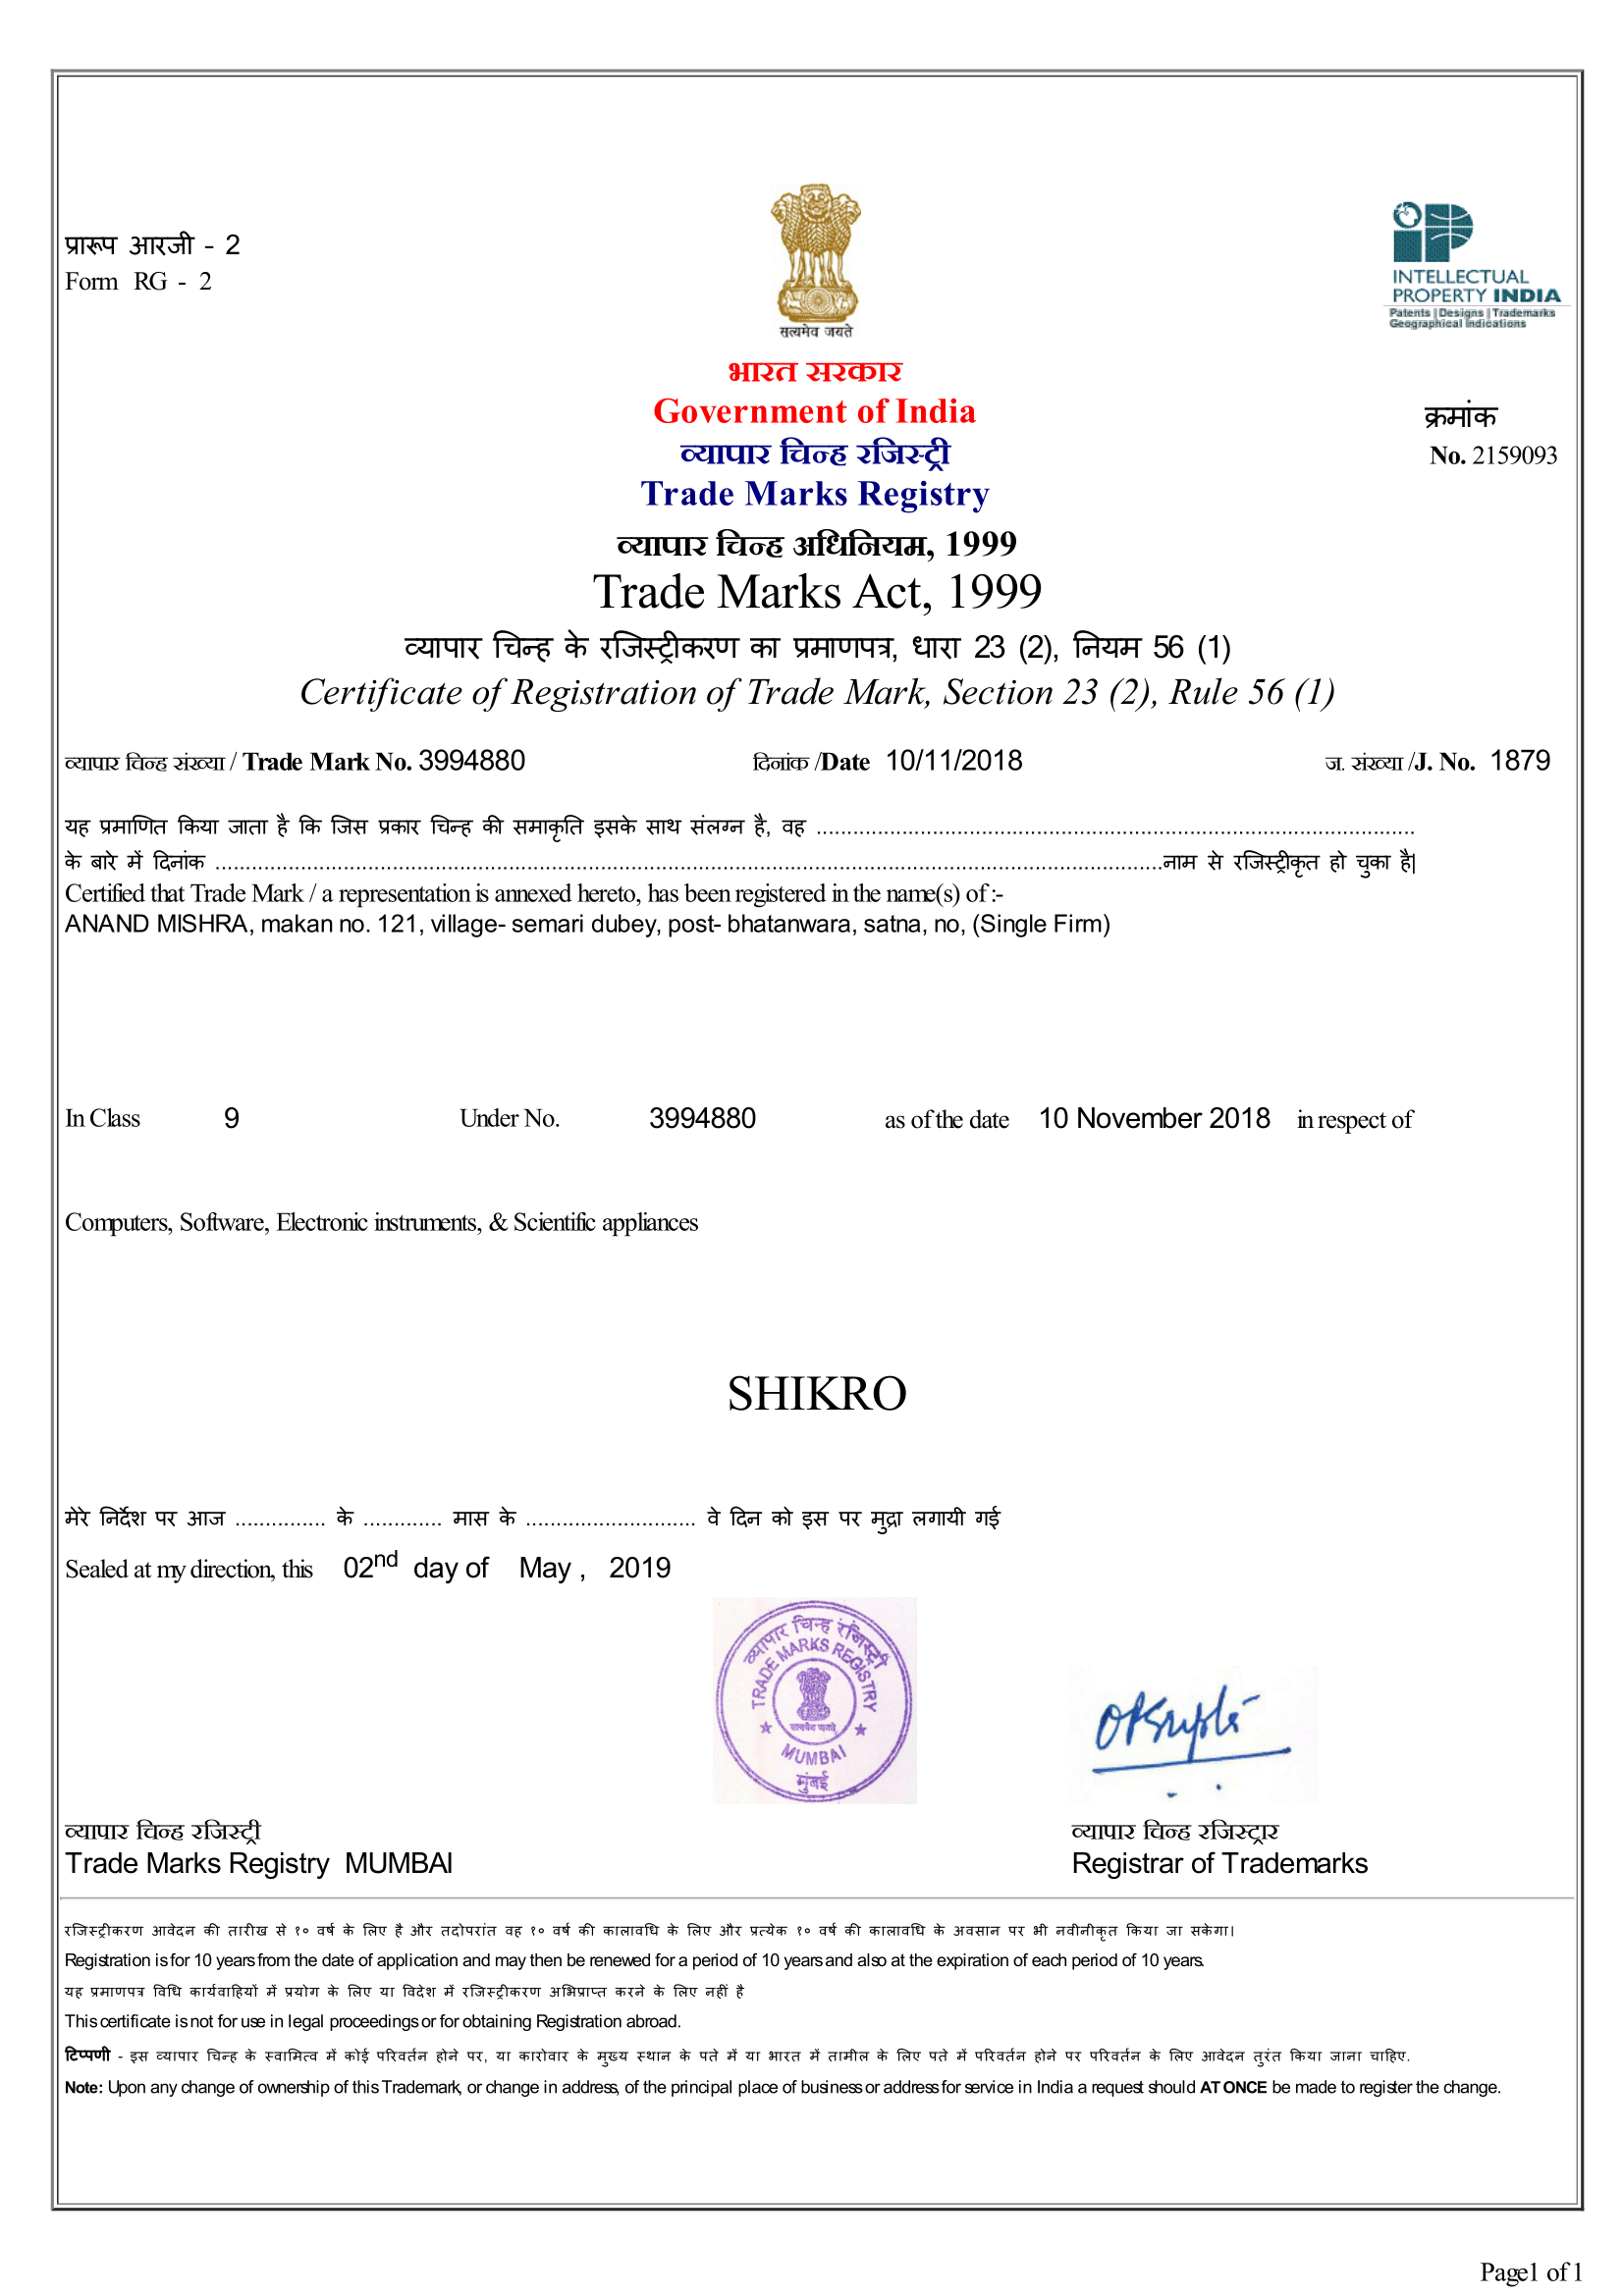 प्रारूप आरजी - 2
Form RG - 2
सत्यमेव जयते
INTELLECTUAL
PROPERTY INDIA
Patents | Designs | Trademarks
Geographical Indications
भारत सरकार
Government of India
व्यापार चिन्ह रजिस्ट्री
Trade Marks Registry
क्रमांक
No. 2159093
व्यापार चिन्ह अधिनियम, 1999
Trade Marks Act, 1999
व्यापार चिन्ह के रजिस्ट्रीकरण का प्रमाणपत्र, धारा 23 (2), नियम 56 (1)
Certificate of Registration of Trade Mark, Section 23 (2), Rule 56 (1)
व्यापार चिन्ह संख्या / Trade Mark No. 3994880 दिनांक /Date 10/11/2018 ज. संख्या /J. No. 1879
यह प्रमाणित किया जाता है कि जिस प्रकार चिन्ह की समाकृति इसके साथ संलग्न है, वह ....................................................................................................
के बारे में दिनांक ..............................................................................................................................................................नाम से रजिस्ट्रीकृत हो चुका है|
Certified that Trade Mark / a representation is annexed hereto, has been registered in the name(s) of :-
ANAND MISHRA, makan no. 121, village- semari dubey, post- bhatanwara, satna, no, (Single Firm)
In Class 9 Under No. 3994880 as of the date 10 November 2018 in respect of
Computers, Software, Electronic instruments, & Scientific appliances
SHIKRO
मेरे निर्देश पर आज ............... के ............. मास के ............................ वे दिन को इस पर मुद्रा लगायी गई
Sealed at my direction, this 02nd day of May , 2019
व्यापार चिन्ह रजिस्ट्री
TRADE MARKS REGISTRY
MUMBAI
मुंबई
व्यापार चिन्ह रजिस्ट्री
Trade Marks Registry MUMBAI
व्यापार चिन्ह रजिस्ट्रार
Registrar of Trademarks
रजिस्ट्रीकरण आवेदन की तारीख से १० वर्ष के लिए है और तदोपरांत वह १० वर्ष की कालावधि के लिए और प्रत्येक १० वर्ष की कालावधि के अवसान पर भी नवीनीकृत किया जा सकेगा।
Registration is for 10 years from the date of application and may then be renewed for a period of 10 years and also at the expiration of each period of 10 years.
यह प्रमाणपत्र विधि कार्यवाहियों में प्रयोग के लिए या विदेश में रजिस्ट्रीकरण अभिप्राप्त करने के लिए नहीं है
This certificate is not for use in legal proceedings or for obtaining Registration abroad.
टिप्पणी - इस व्यापार चिन्ह के स्वामित्व में कोई परिवर्तन होने पर, या कारोवार के मुख्य स्थान के पते में या भारत में तामील के लिए पते में परिवर्तन होने पर परिवर्तन के लिए आवेदन तुरंत किया जाना चाहिए.
Note: Upon any change of ownership of this Trademark, or change in address, of the principal place of business or address for service in India a request should AT ONCE be made to register the change.
Page1 of 1